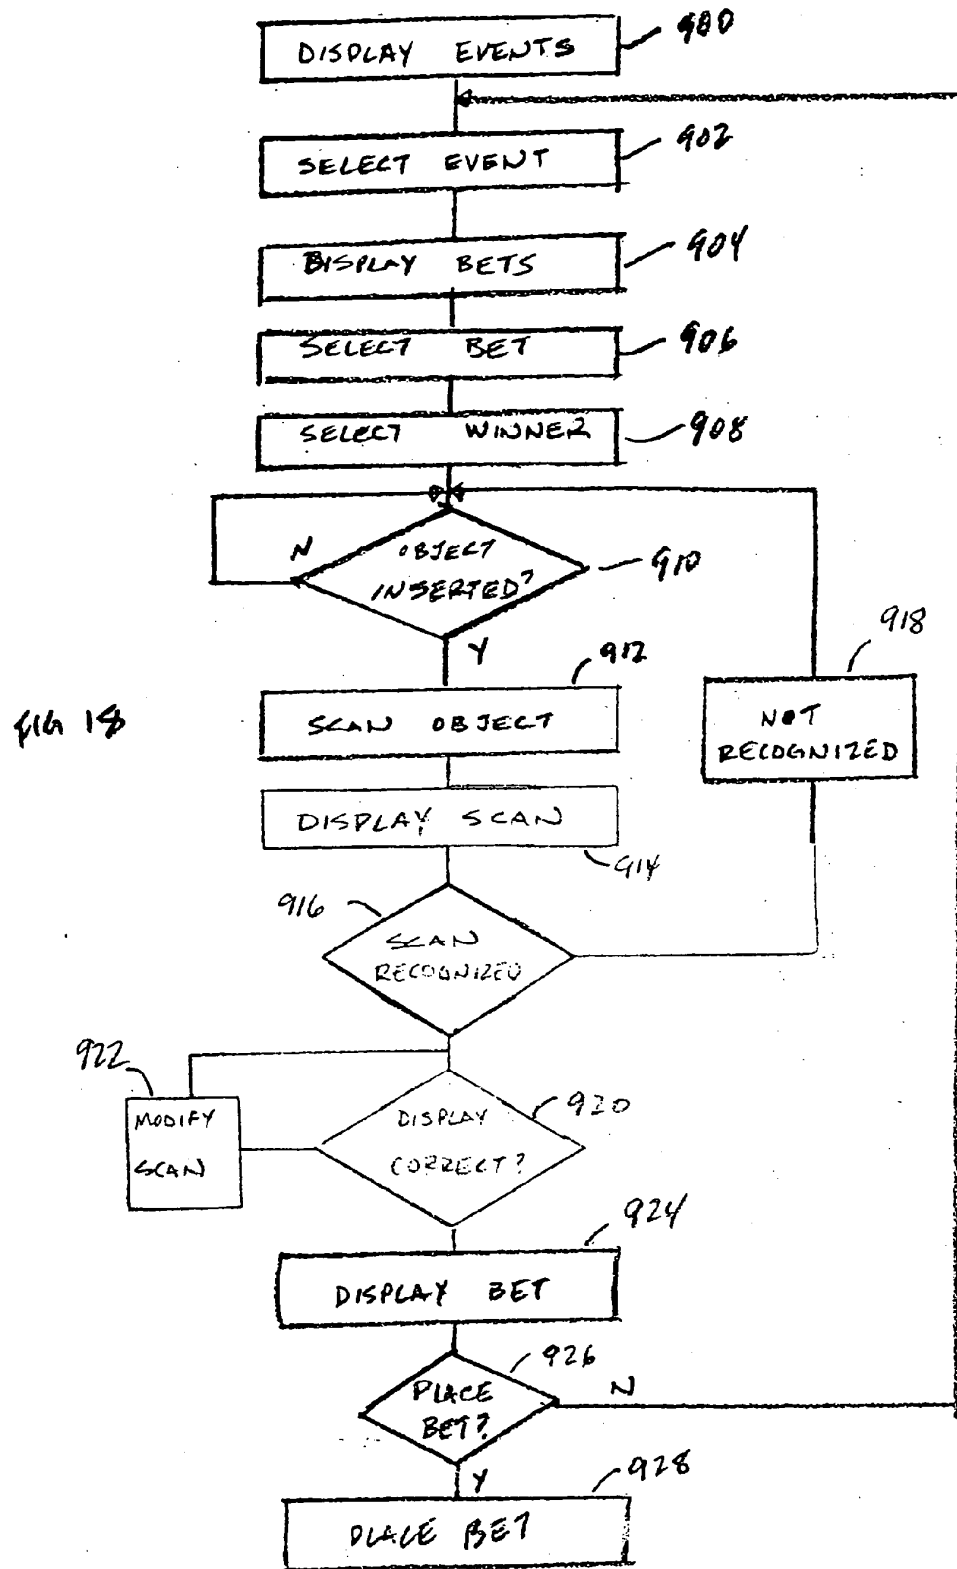 DISPLAY EVENTS
900
SELECT EVENT
902
DISPLAY BETS
904
SELECT BET
906
SELECT WINNER
908
OBJECT
INSERTED?
N
910
Y
912
SCAN OBJECT
918
NOT
RECOGNIZED
FIG 18
DISPLAY SCAN
914
916
SCAN
RECOGNIZED
922
MODIFY
SCAN
920
DISPLAY
CORRECT?
924
DISPLAY BET
926
PLACE
BET?
N
Y
928
PLACE BET